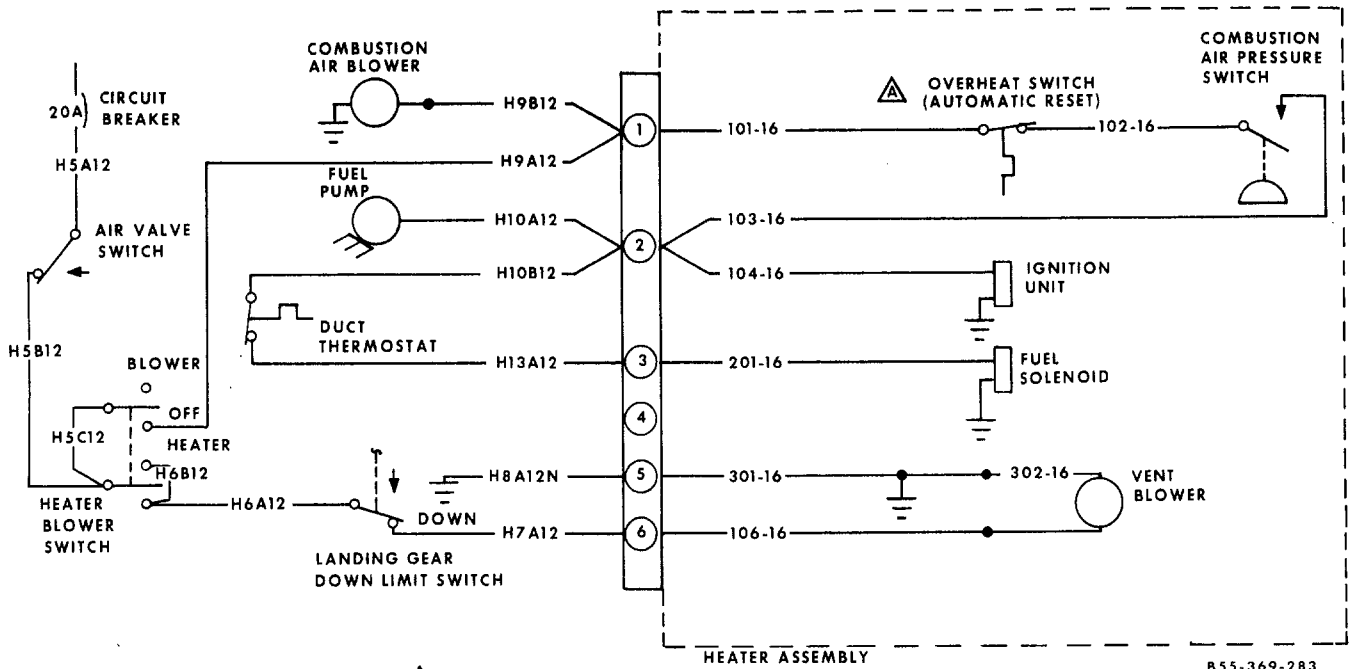 COMBUSTION
AIR BLOWER
COMBUSTION
AIR PRESSURE
SWITCH
20A
CIRCUIT
BREAKER
H9B12
A
OVERHEAT SWITCH
(AUTOMATIC RESET)
1
101-16
102-16
H5A12
H9A12
FUEL
PUMP
H10A12
103-16
AIR VALVE
SWITCH
2
H10B12
104-16
IGNITION
UNIT
DUCT
THERMOSTAT
H5B12
H13A12
3
201-16
FUEL
SOLENOID
BLOWER
OFF
4
H5C12
HEATER
H6B12
H8A12N
5
301-16
302-16
VENT
BLOWER
HEATER
BLOWER
SWITCH
H6A12
DOWN
H7A12
6
106-16
LANDING GEAR
DOWN LIMIT SWITCH
HEATER ASSEMBLY
B55-369-283